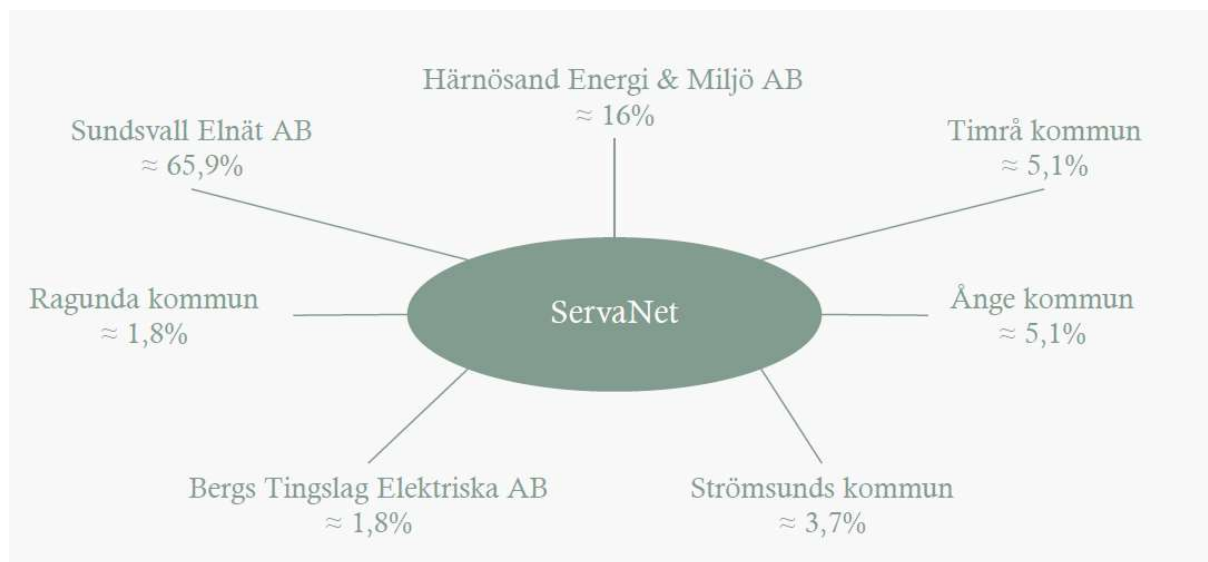 Härnösand Energi & Miljö AB
≈ 16%
Sundsvall Elnät AB
≈ 65,9%
Timrå kommun
≈ 5,1%
Ragunda kommun
≈ 1,8%
ServaNet
Ånge kommun
≈ 5,1%
Bergs Tingslag Elektriska AB
≈ 1,8%
Strömsunds kommun
≈ 3,7%